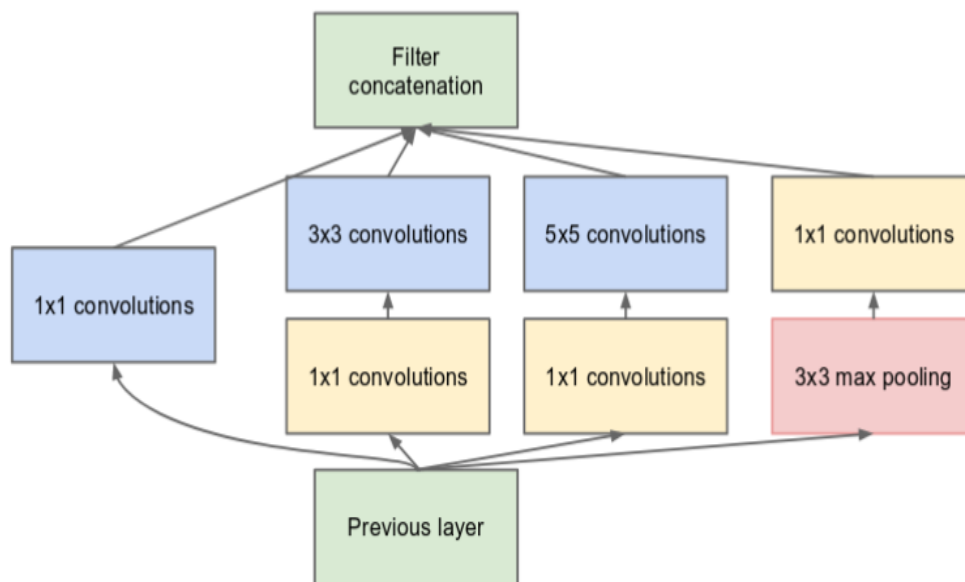 Filter
concatenation
3x3 convolutions
5x5 convolutions
1x1 convolutions
1x1 convolutions
1x1 convolutions
1x1 convolutions
3x3 max pooling
Previous layer